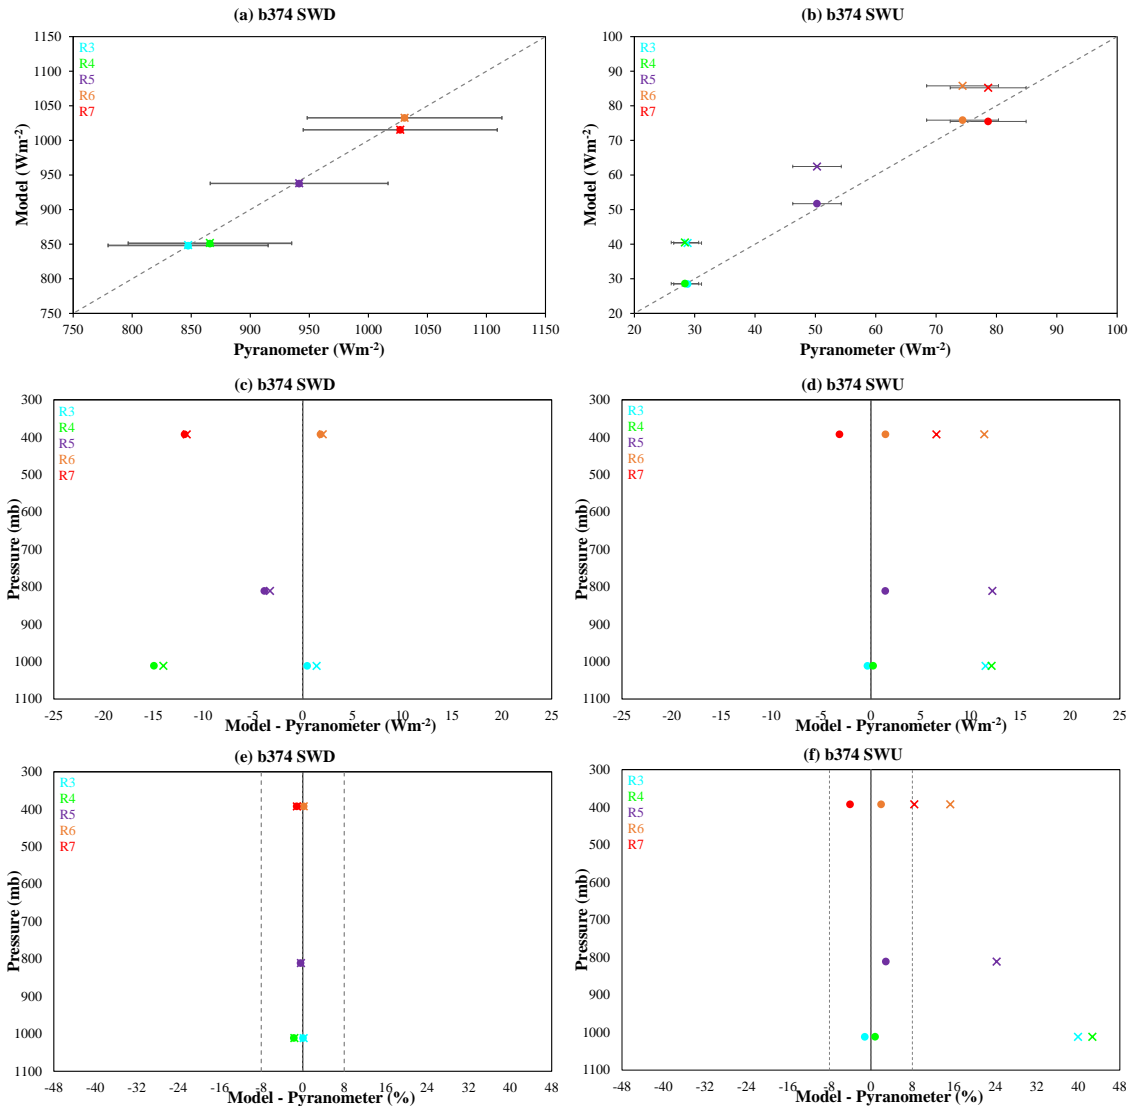 (a) b374 SWD
1150
1100
1050
1000
950
900
850
800
750
750 800 850 900 950 1000 1050 1100 1150
Model (Wm-2)
Pyranometer (Wm-2)
R3
R4
R5
R6
R7
(b) b374 SWU
100
90
80
70
60
50
40
30
20
20 30 40 50 60 70 80 90 100
Model (Wm-2)
Pyranometer (Wm-2)
R3
R4
R5
R6
R7
(c) b374 SWD
300
400
500
600
700
800
900
1000
1100
-25 -20 -15 -10 -5 0 5 10 15 20 25
Pressure (mb)
Model - Pyranometer (Wm-2)
R3
R4
R5
R6
R7
(d) b374 SWU
300
400
500
600
700
800
900
1000
1100
-25 -20 -15 -10 -5 0 5 10 15 20 25
Pressure (mb)
Model - Pyranometer (Wm-2)
R3
R4
R5
R6
R7
(e) b374 SWD
300
400
500
600
700
800
900
1000
1100
-48 -40 -32 -24 -16 -8 0 8 16 24 32 40 48
Pressure (mb)
Model - Pyranometer (%)
R3
R4
R5
R6
R7
(f) b374 SWU
300
400
500
600
700
800
900
1000
1100
-48 -40 -32 -24 -16 -8 0 8 16 24 32 40 48
Pressure (mb)
Model - Pyranometer (%)
R3
R4
R5
R6
R7